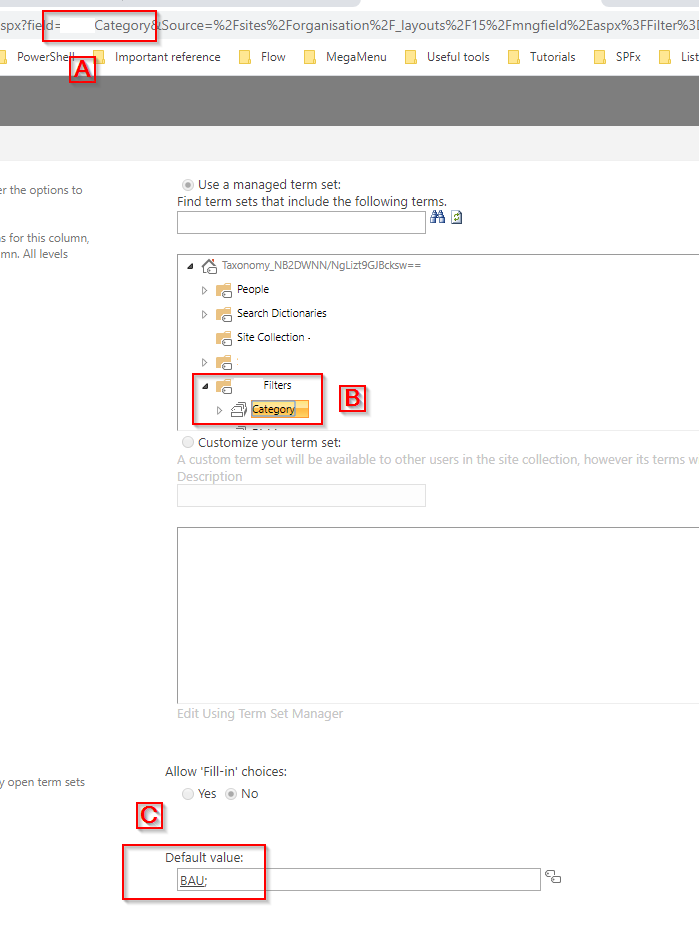 spx?field= Category&Source=%2Fsites%2Forganisation%2F_layouts%2F15%2Fmngfield%2Easpx%3FFilter%3D
PowerShell Important reference Flow MegaMenu Useful tools Tutorials SPFx List
A
er the options to
Use a managed term set:
Find term sets that include the following terms.
s for this column,
mn. All levels
Taxonomy_NB2DWNN/NgLizt9GJBcksw==
People
Search Dictionaries
Site Collection -
Filters
B
Category
Customize your term set:
A custom term set will be available to other users in the site collection, however its terms w
Description
Edit Using Term Set Manager
Allow 'Fill-in' choices:
y open term sets
Yes No
C
Default value:
BAU;